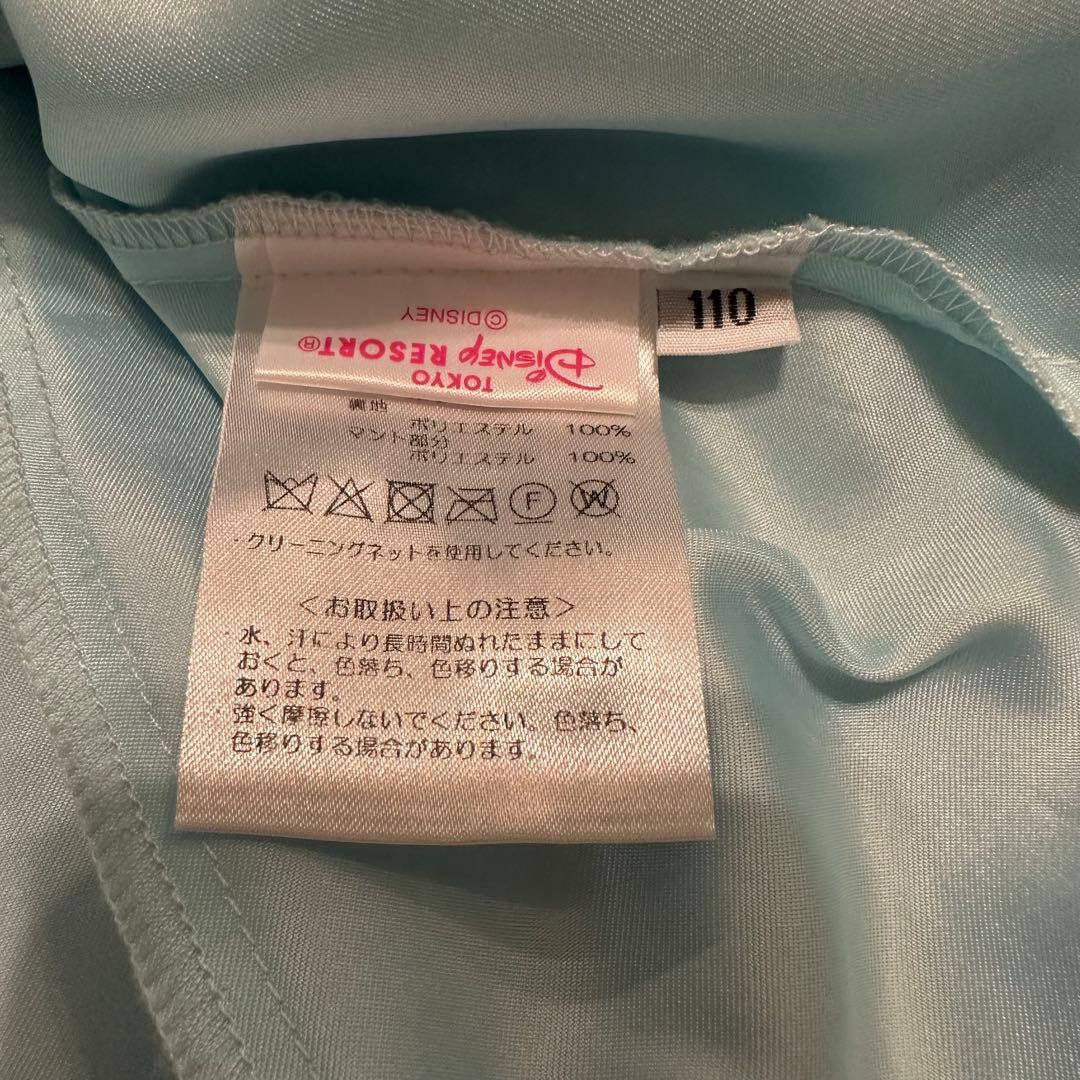 110
©DISNEY
TOKYO
DISNEY RESORT®
ポリエステル 100%
マント部分
ポリエステル 100%
F
W
・クリーニングネットを使用してください。
<お取扱い上の注意>
・水、汗により長時間ぬれたままにして
おくと、色落ち、色移りする場合が
あります。
・強く摩擦しないでください。色落ち、
色移りする場合があります。